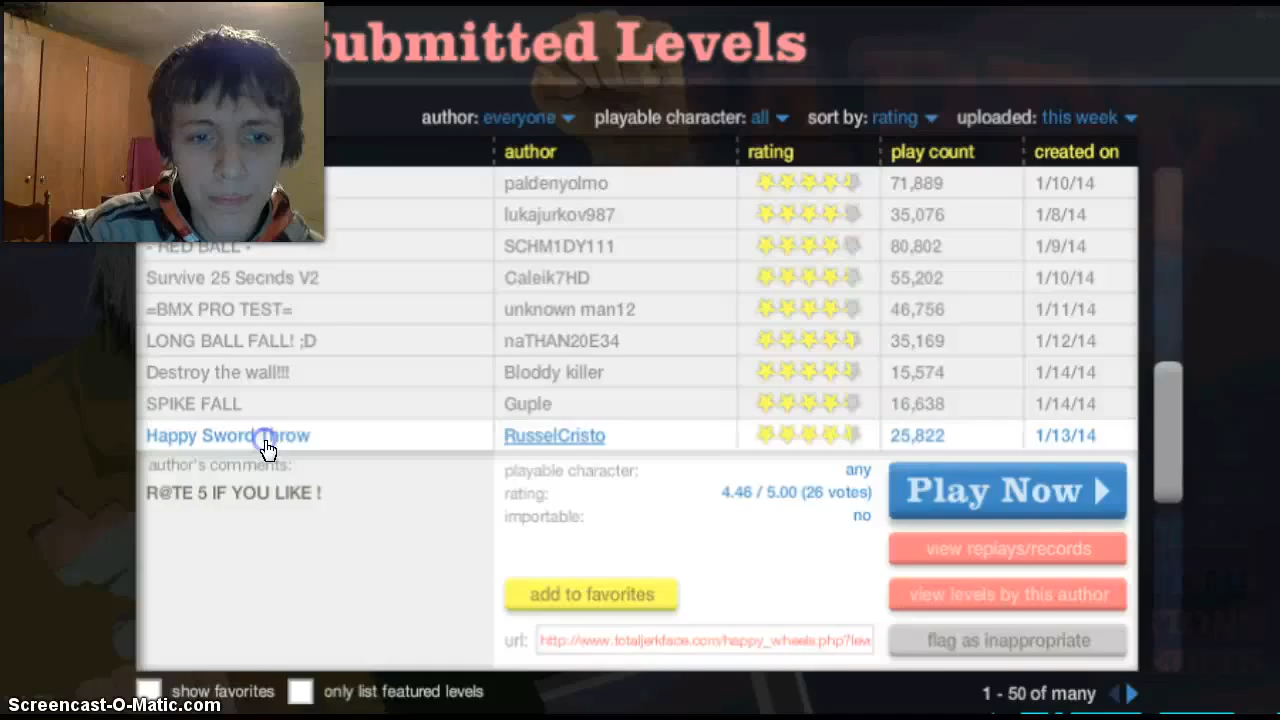 Submitted Levels
author: everyone playable character: all sort by: rating uploaded: this week
author rating play count created on
paldenyolmo 71,889 1/10/14
lukajurkov987 35,076 1/8/14
- RED BALL - SCHM1DY111 80,802 1/9/14
Survive 25 Secnds V2 Caleik7HD 55,202 1/10/14
=BMX PRO TEST= unknown man12 46,756 1/11/14
LONG BALL FALL! ;D naTHAN20E34 35,169 1/12/14
Destroy the wall!!! Bloddy killer 15,574 1/14/14
SPIKE FALL Guple 16,638 1/14/14
Happy Sword Throw RusselCristo 25,822 1/13/14
author's comments:
R@TE 5 IF YOU LIKE !
playable character: any
rating: 4.46 / 5.00 (26 votes)
importable: no
Play Now
view replays/records
add to favorites
view levels by this author
url: http://www.totaljerkface.com/happy_wheels.php?lev
flag as inappropriate
show favorites only list featured levels 1 - 50 of many
Screencast-O-Matic.com